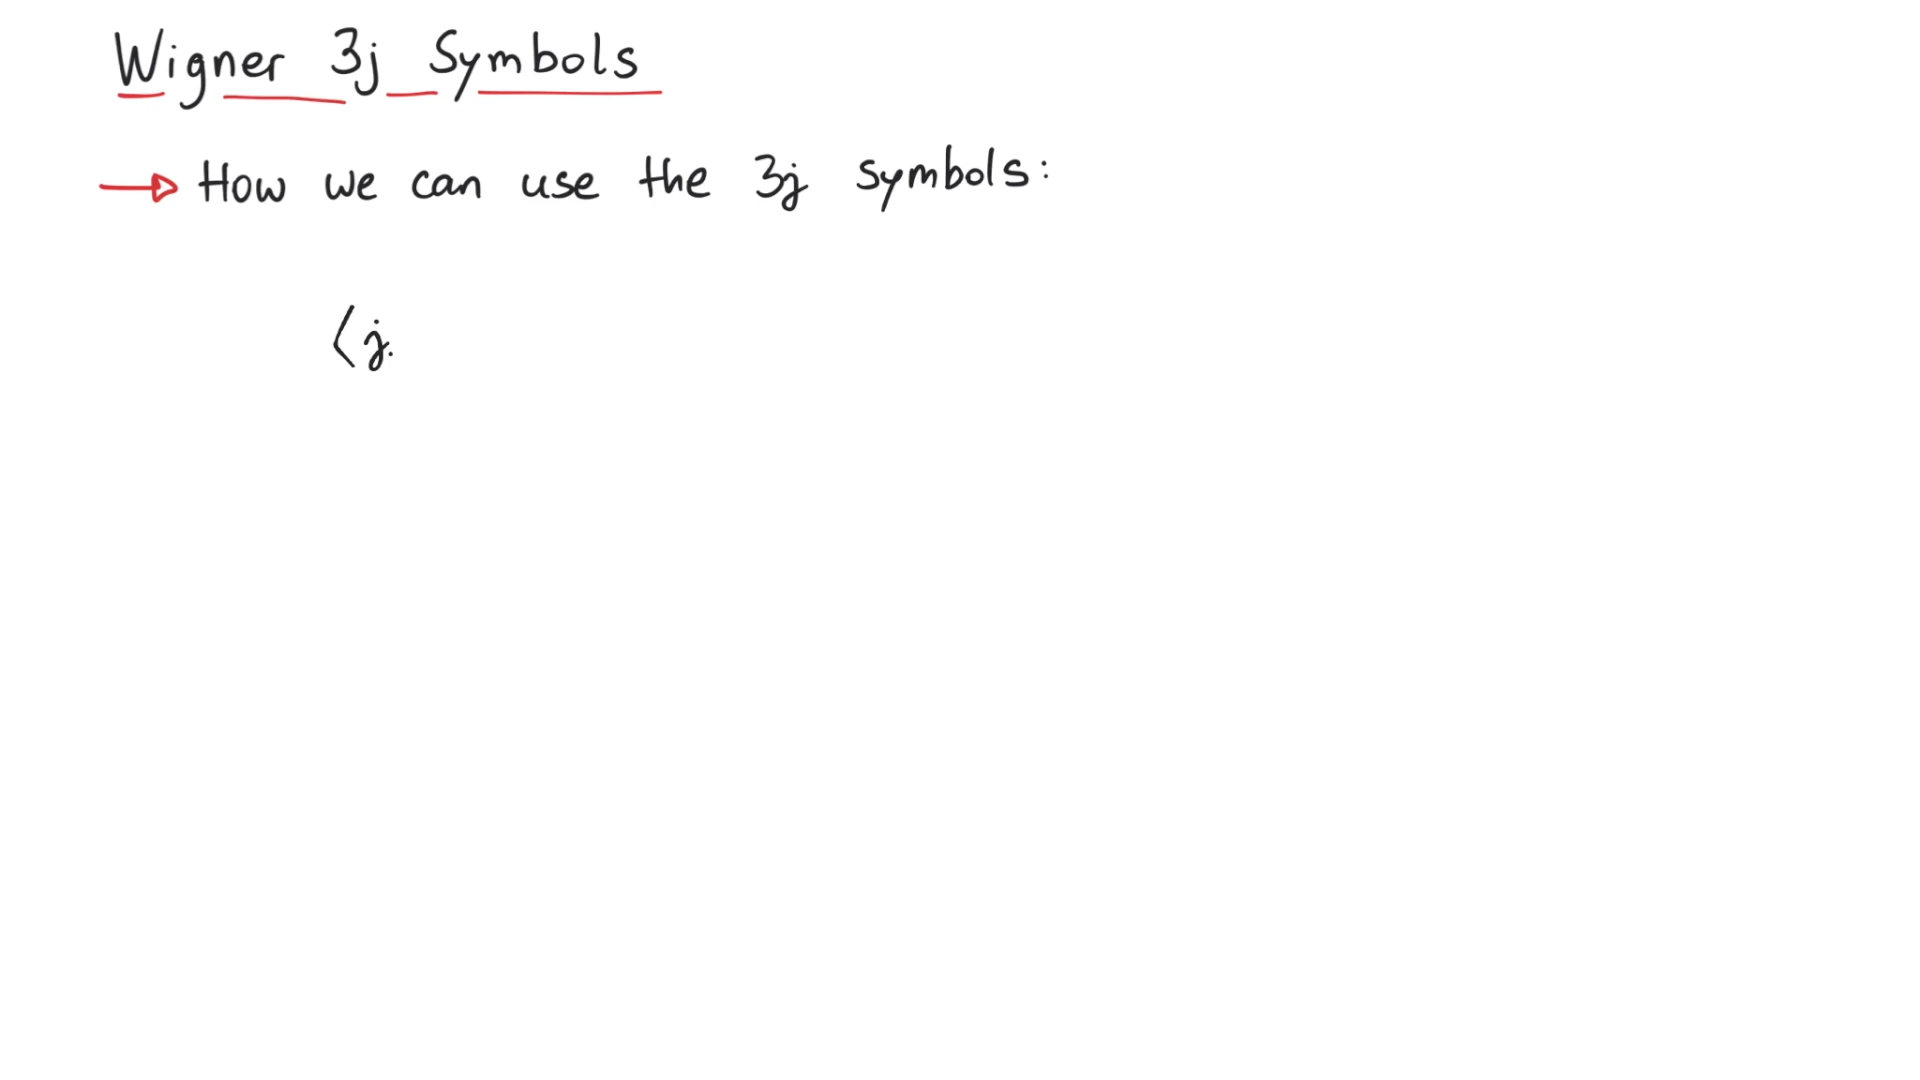 Wigner 3j Symbols
→ How we can use the 3j symbols:
⟨j.